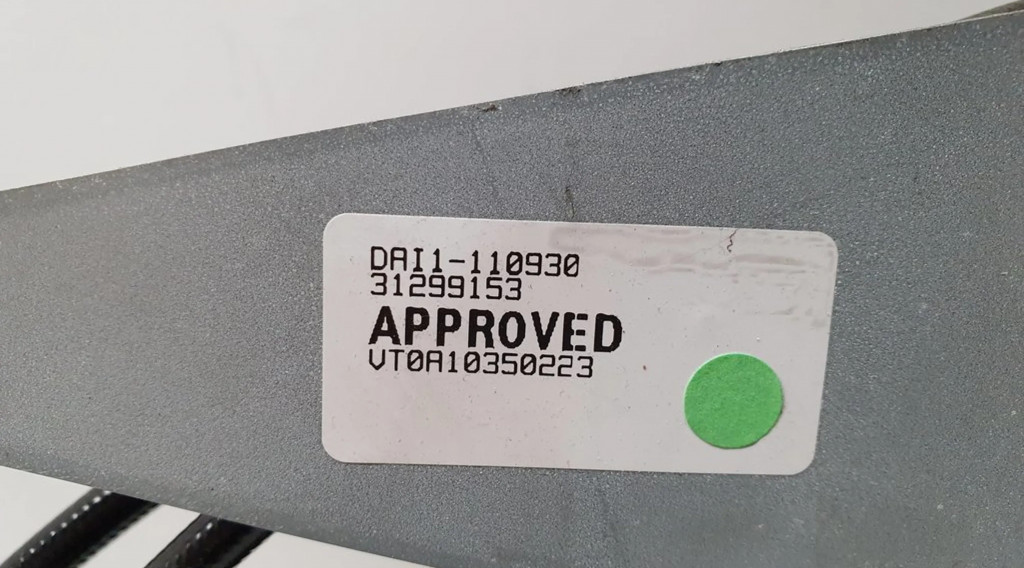 DAI1-110930
31299153
APPROVED
VT0A10350223